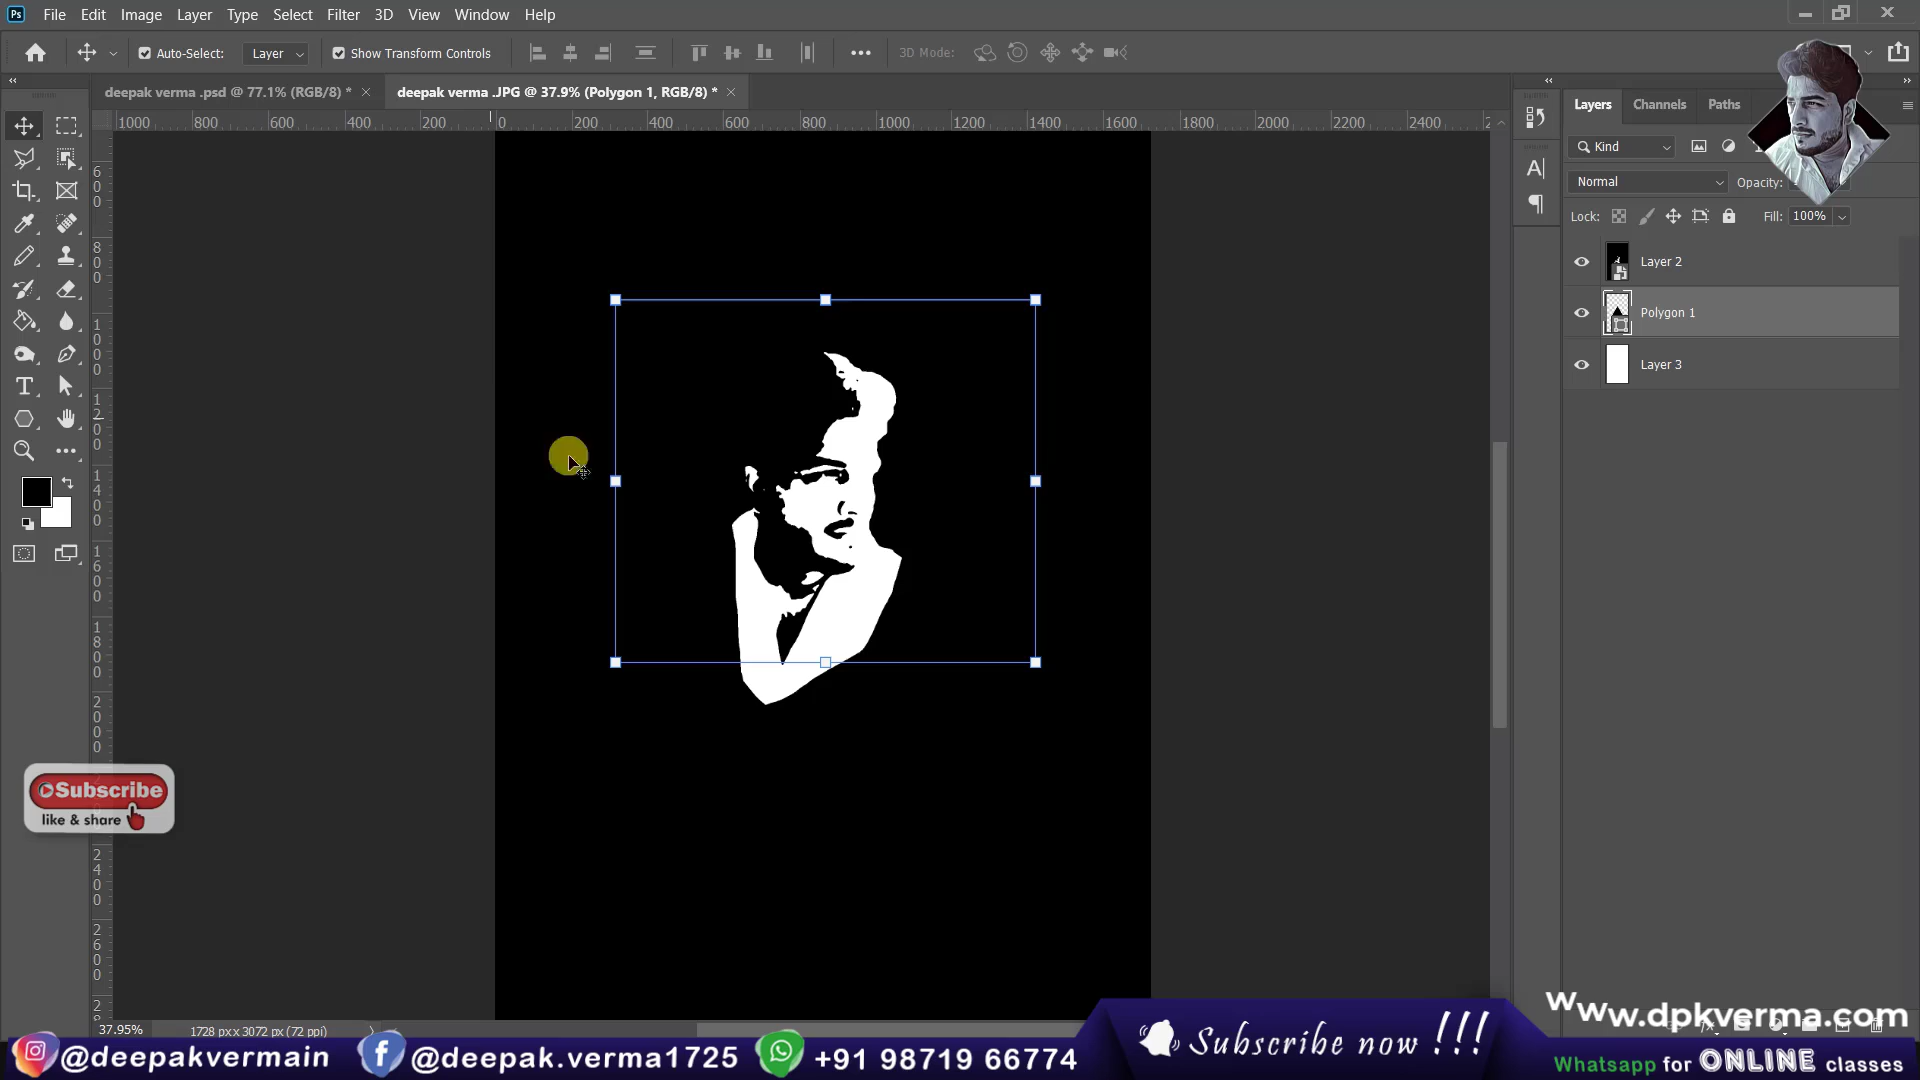 Ps File Edit Image Layer Type Select Filter 3D View Window Help
Auto-Select: Layer Show Transform Controls 3D Mode:
deepak verma .psd @ 77.1% (RGB/8) *
deepak verma .JPG @ 37.9% (Polygon 1, RGB/8) *
1000 800 600 400 200 0 200 400 600 800 1000 1200 1400 1600 1800 2000 2200 2400
600
800
1000
1200
1400
1600
1800
2000
2400
2600
Layers Channels Paths
Kind
Normal Opacity:
Lock: Fill: 100%
Layer 2
Polygon 1
Layer 3
Subscribe
like & share
37.95% 1728 px x 3072 px (72 ppi)
@deepakvermain
@deepak.verma1725
+91 98719 66774
Subscribe now !!!
www.dpkverma.com
Whatsapp for ONLINE classes